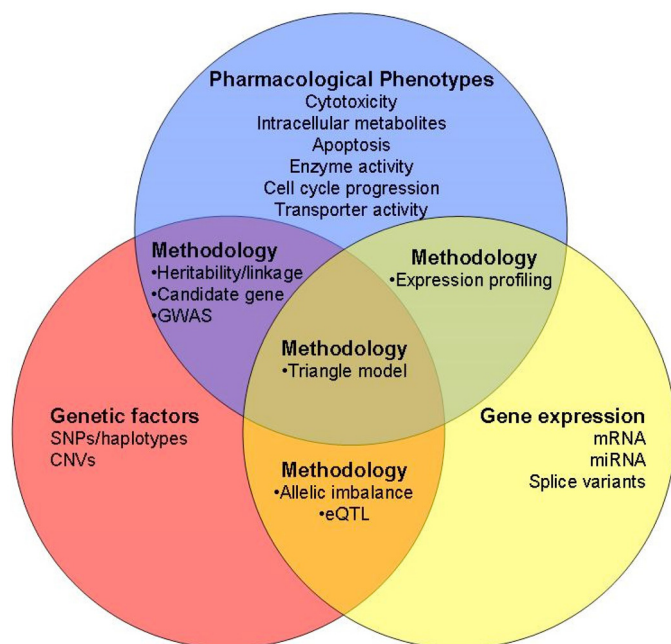 Pharmacological Phenotypes
Cytotoxicity
Intracellular metabolites
Apoptosis
Enzyme activity
Cell cycle progression
Transporter activity
Methodology
•Heritability/linkage
•Candidate gene
•GWAS
Methodology
•Expression profiling
Methodology
•Triangle model
Genetic factors
SNPs/haplotypes
CNVs
Gene expression
mRNA
miRNA
Splice variants
Methodology
•Allelic imbalance
•eQTL